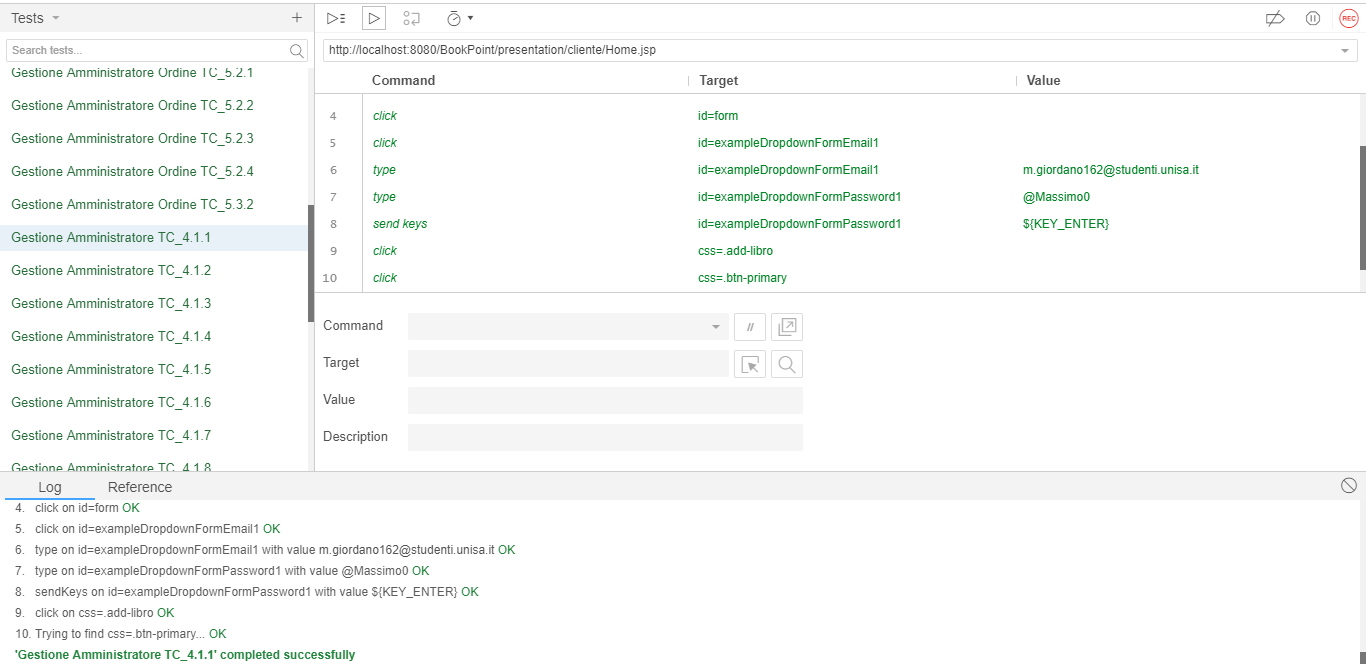 Tests
Search tests...
Gestione Amministratore Ordine TC_5.2.1
Gestione Amministratore Ordine TC_5.2.2
Gestione Amministratore Ordine TC_5.2.3
Gestione Amministratore Ordine TC_5.2.4
Gestione Amministratore Ordine TC_5.3.2
Gestione Amministratore TC_4.1.1
Gestione Amministratore TC_4.1.2
Gestione Amministratore TC_4.1.3
Gestione Amministratore TC_4.1.4
Gestione Amministratore TC_4.1.5
Gestione Amministratore TC_4.1.6
Gestione Amministratore TC_4.1.7
Gestione Amministratore TC_4.1.8
REC
http://localhost:8080/BookPoint/presentation/cliente/Home.jsp
Command Target Value
4 click id=form
5 click id=exampleDropdownFormEmail1
6 type id=exampleDropdownFormEmail1 m.giordano162@studenti.unisa.it
7 type id=exampleDropdownFormPassword1 @Massimo0
8 send keys id=exampleDropdownFormPassword1 ${KEY_ENTER}
9 click css=.add-libro
10 click css=.btn-primary
Command //
Target
Value
Description
Log Reference
4. click on id=form OK
5. click on id=exampleDropdownFormEmail1 OK
6. type on id=exampleDropdownFormEmail1 with value m.giordano162@studenti.unisa.it OK
7. type on id=exampleDropdownFormPassword1 with value @Massimo0 OK
8. sendKeys on id=exampleDropdownFormPassword1 with value ${KEY_ENTER} OK
9. click on css=.add-libro OK
10. Trying to find css=.btn-primary... OK
'Gestione Amministratore TC_4.1.1' completed successfully